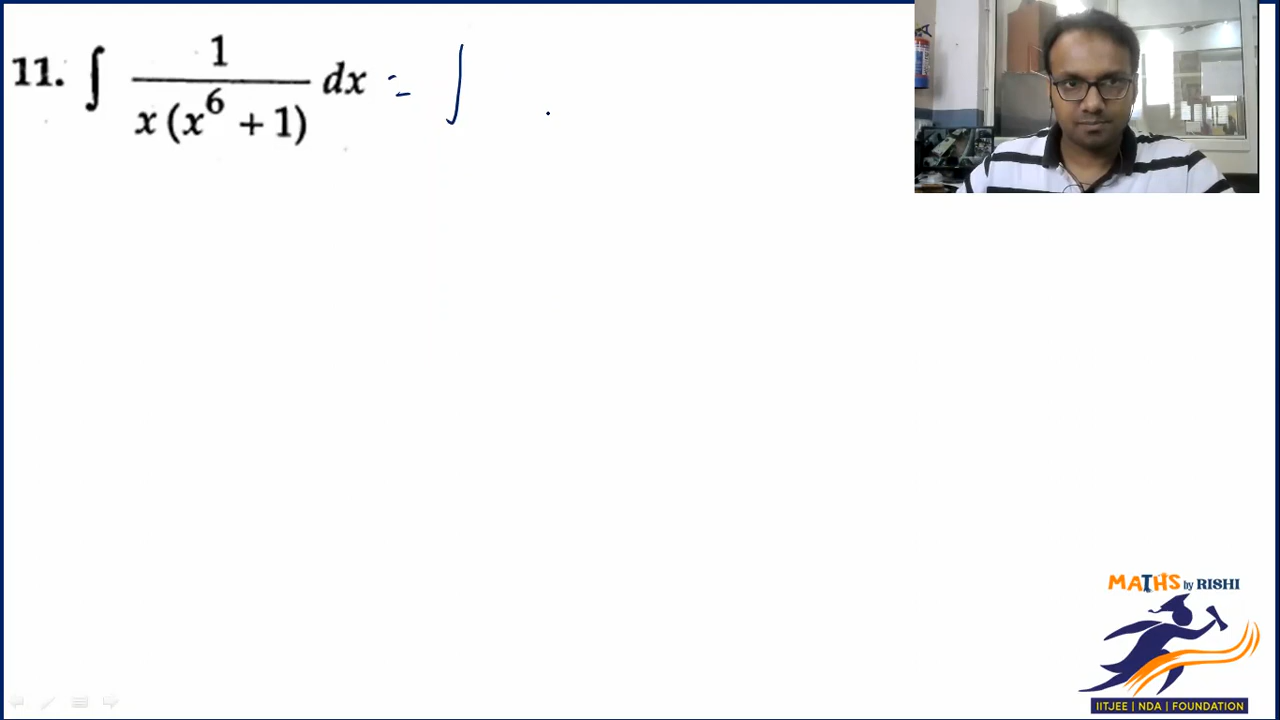 11. ∫ 1 / x(x⁶ + 1) dx = ∫
MATHS by RISHI
IITJEE | NDA | FOUNDATION